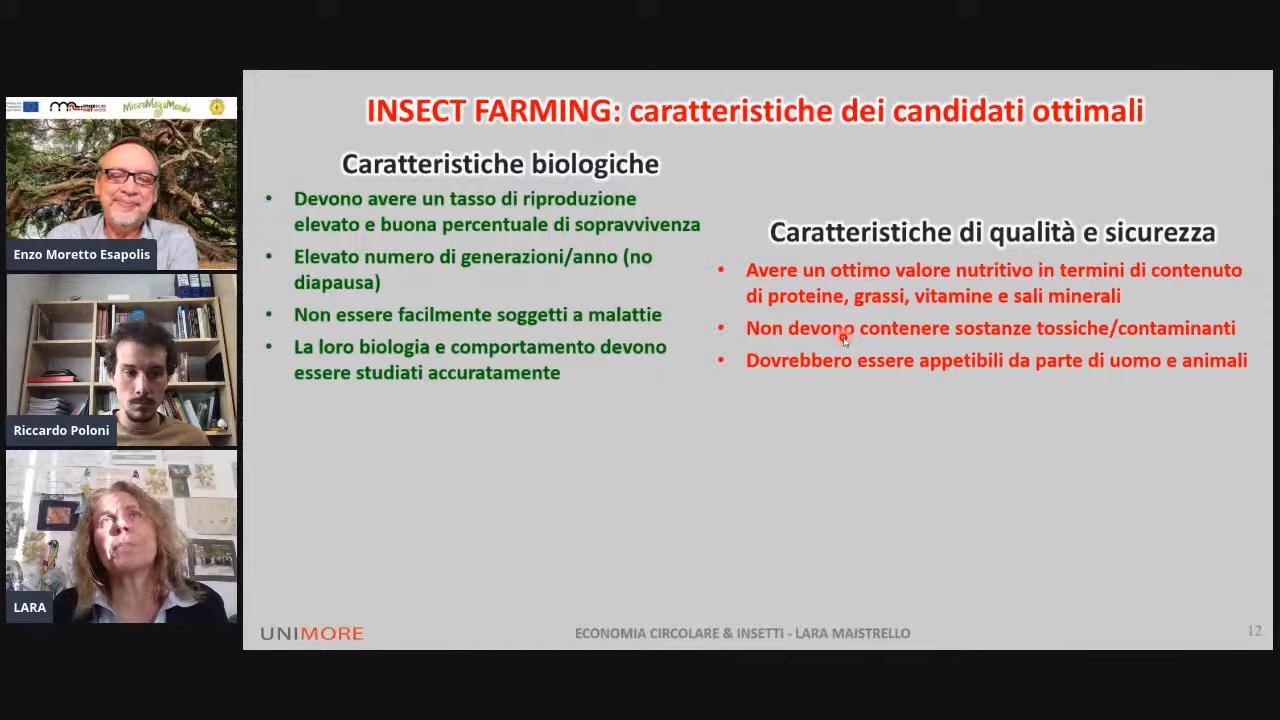 MicroMegaMondo
Enzo Moretto Esapolis
Riccardo Poloni
LARA
INSECT FARMING: caratteristiche dei candidati ottimali
Caratteristiche biologiche
• Devono avere un tasso di riproduzione
elevato e buona percentuale di sopravvivenza
• Elevato numero di generazioni/anno (no
diapausa)
• Non essere facilmente soggetti a malattie
• La loro biologia e comportamento devono
essere studiati accuratamente
Caratteristiche di qualità e sicurezza
• Avere un ottimo valore nutritivo in termini di contenuto
di proteine, grassi, vitamine e sali minerali
• Non devono contenere sostanze tossiche/contaminanti
• Dovrebbero essere appetibili da parte di uomo e animali
UNIMORE
ECONOMIA CIRCOLARE & INSETTI - LARA MAISTRELLO
12